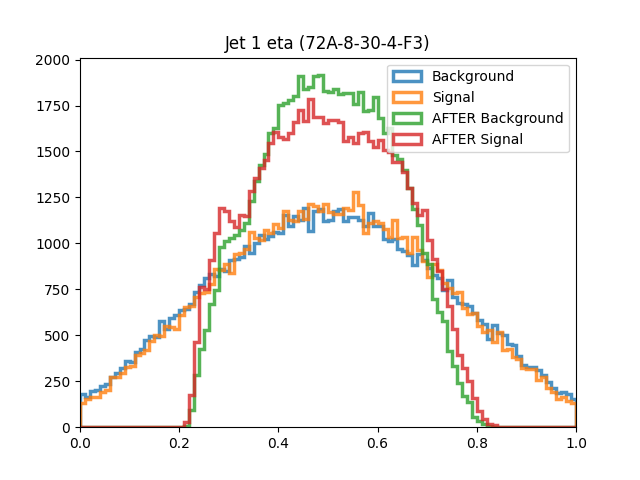 Jet 1 eta (72A-8-30-4-F3)
2000
1750
1500
1250
1000
750
500
250
0
0.0 0.2 0.4 0.6 0.8 1.0
Background
Signal
AFTER Background
AFTER Signal